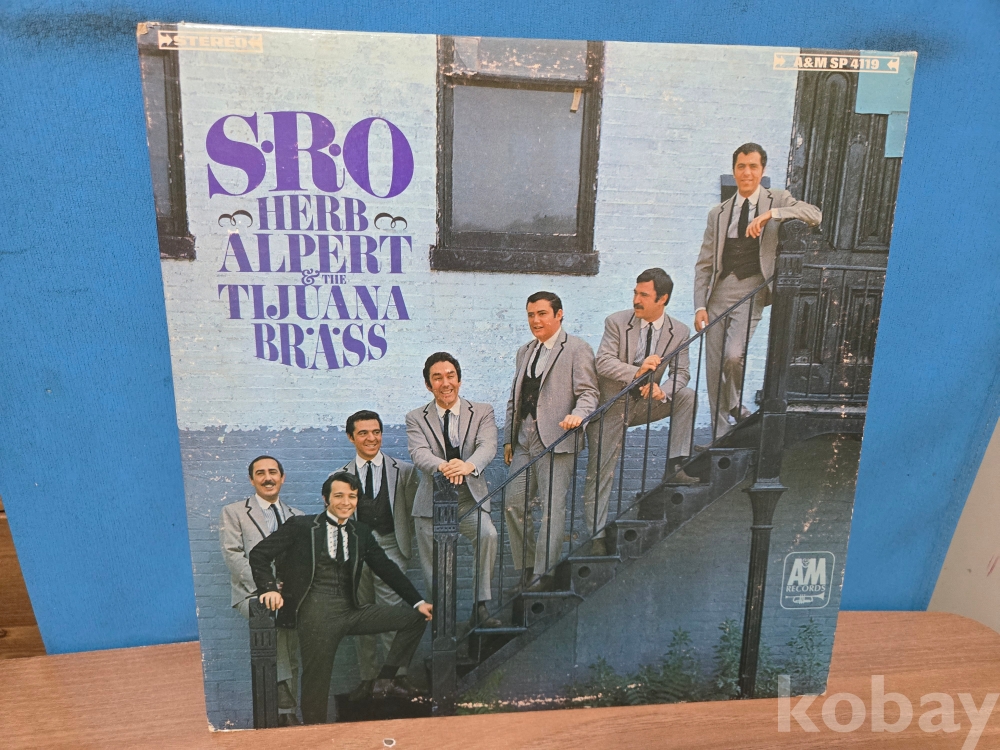 STEREO
A&M SP 4119
S·R·O
HERB
ALPERT
& THE
TIJUANA
BRASS
A&M
RECORDS
kobay